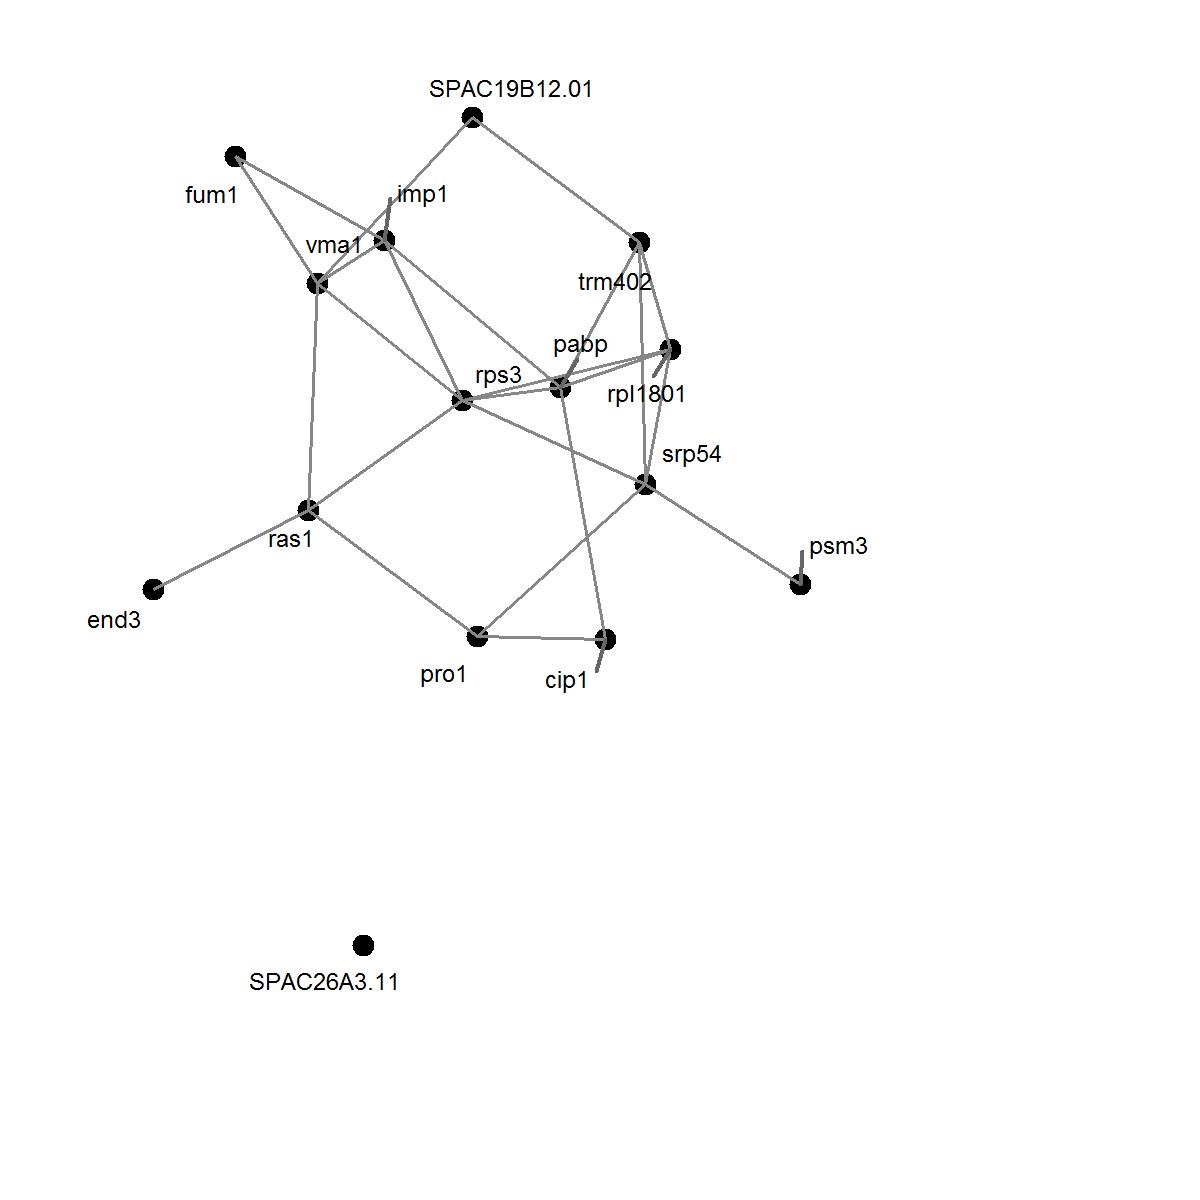 SPAC19B12.01
fum1
imp1
vma1
trm402
pabp
rps3
rpl1801
srp54
ras1
psm3
end3
pro1
cip1
SPAC26A3.11